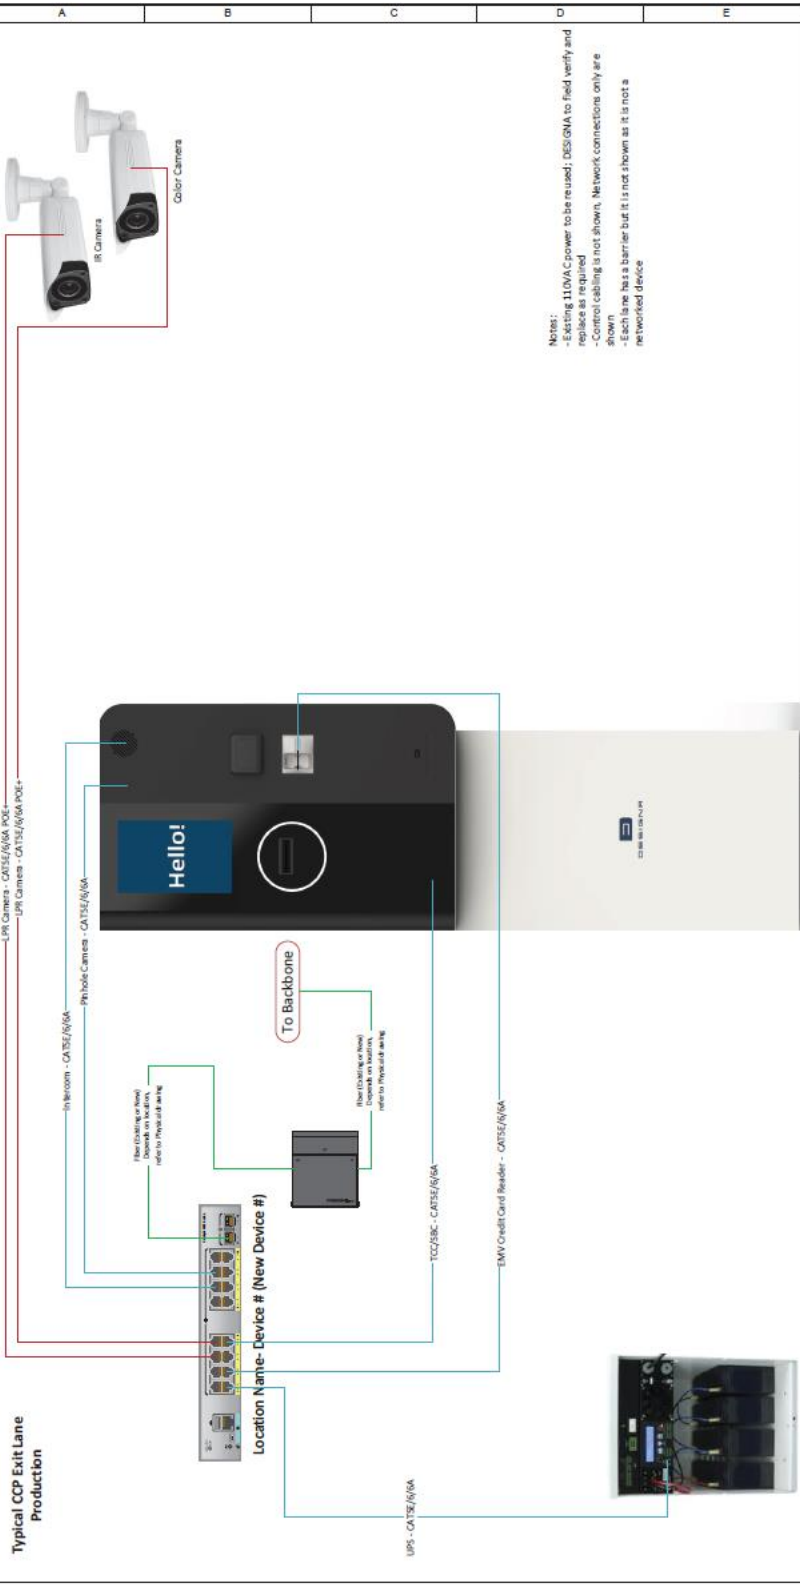 A
B
C
D
E
Typical CCP Exit Lane
Production
LPR Camera - CAT5E/6/6A POE+
LPR Camera - CAT5E/6/6A POE+
IR Camera
Color Camera
Intercom - CAT5E/6/6A
Pinhole Camera - CAT5E/6/6A
Fiber (Existing or New)
Depends on location,
refer to Physical drawing
Location Name- Device # (New Device #)
To Backbone
Fiber (Existing or New)
Depends on location,
refer to Physical drawing
Hello!
TCC/SBC - CAT5E/6/6A
EMV Credit Card Reader - CAT5E/6/6A
UPS - CAT5E/6/6A
DESIGNA
Notes:
- Existing 110VAC power to be reused; DESIGNA to field verify and
replace as required
- Control cabling is not shown, Network connections only are
shown
- Each lane has a barrier but it is not shown as it is not a
networked device